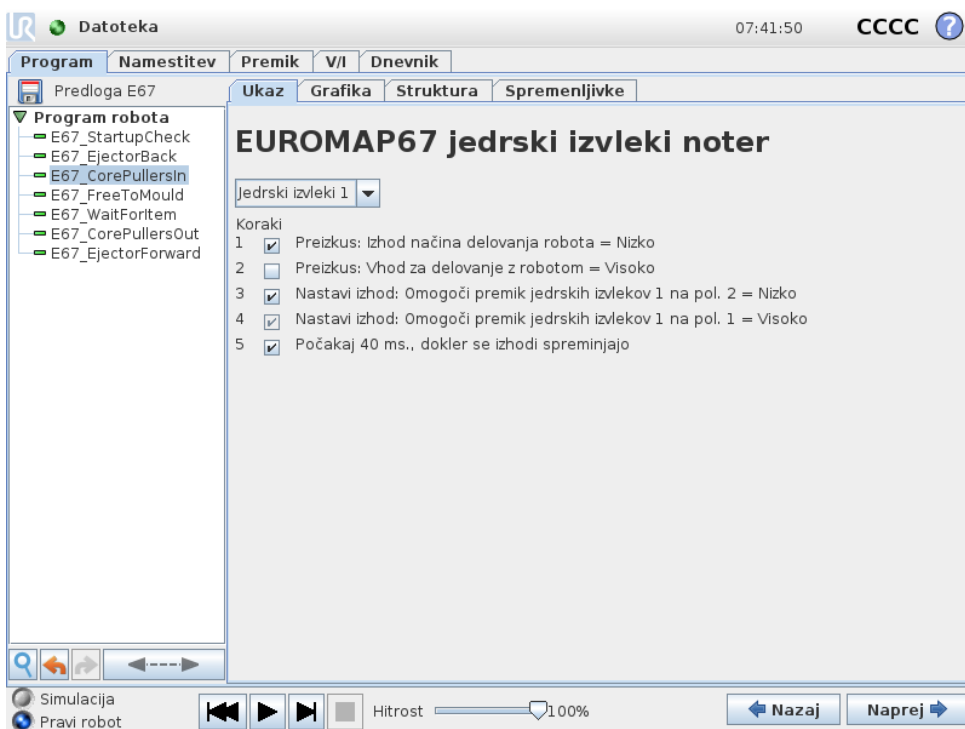 UR Datoteka 07:41:50 CCCC ?
Program Namestitev Premik V/I Dnevnik
Predloga E67
Ukaz Grafika Struktura Spremenljivke
Program robota
E67_StartupCheck
E67_EjectorBack
E67_CorePullersIn
E67_FreeToMould
E67_WaitForItem
E67_CorePullersOut
E67_EjectorForward
EUROMAP67 jedrski izvleki noter
Jedrski izvleki 1
Koraki
1 Preizkus: Izhod načina delovanja robota = Nizko
2 Preizkus: Vhod za delovanje z robotom = Visoko
3 Nastavi izhod: Omogoči premik jedrskih izvlekov 1 na pol. 2 = Nizko
4 Nastavi izhod: Omogoči premik jedrskih izvlekov 1 na pol. 1 = Visoko
5 Počakaj 40 ms., dokler se izhodi spreminjajo
Simulacija
Pravi robot
Hitrost 100%
Nazaj Naprej